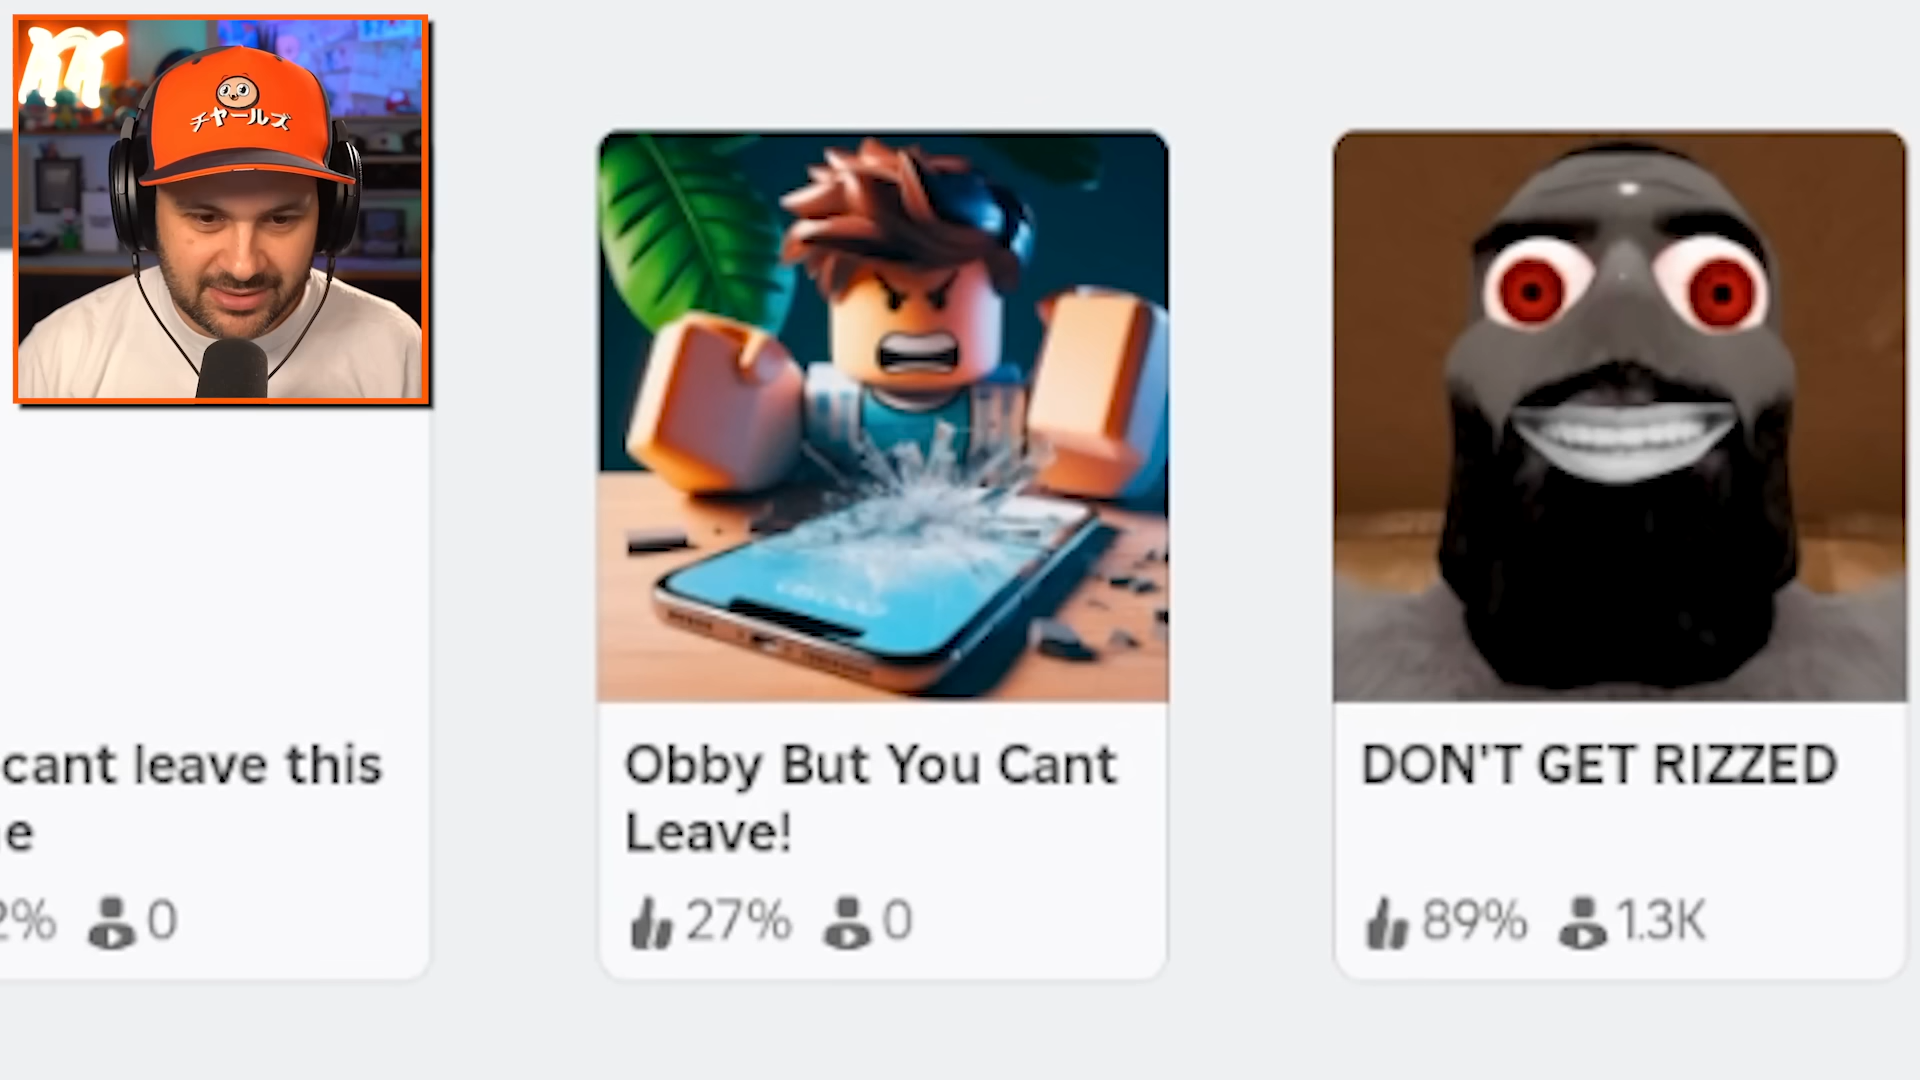 チャールズ
cant leave this
e
2% 0
Obby But You Cant
Leave!
27% 0
DON'T GET RIZZED
89% 1.3K